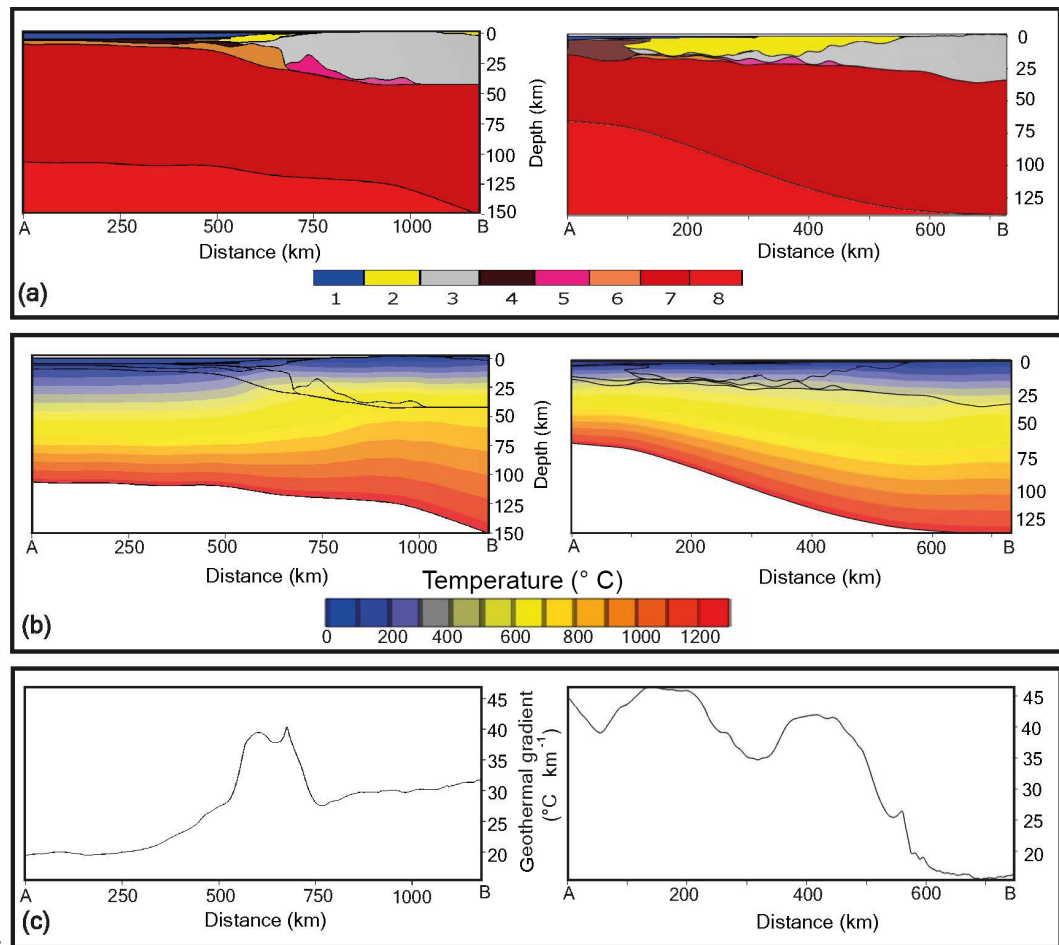 0
25
50
75
100
125
150
Depth (km)
A 250 500 750 1000 B
Distance (km)
0
25
50
75
100
125
A 200 400 600 B
Distance (km)
1 2 3 4 5 6 7 8
(a)
0
25
50
75
100
125
150
Depth (km)
A 250 500 750 1000 B
Distance (km)
0
25
50
75
100
125
A 200 400 600 B
Distance (km)
Temperature (° C)
0 200 400 600 800 1000 1200
(b)
45
40
35
30
25
20
Geothermal gradient
(°C km-1)
A 250 500 750 1000 B
Distance (km)
45
40
35
30
25
20
A 200 400 600 B
Distance (km)
(c)